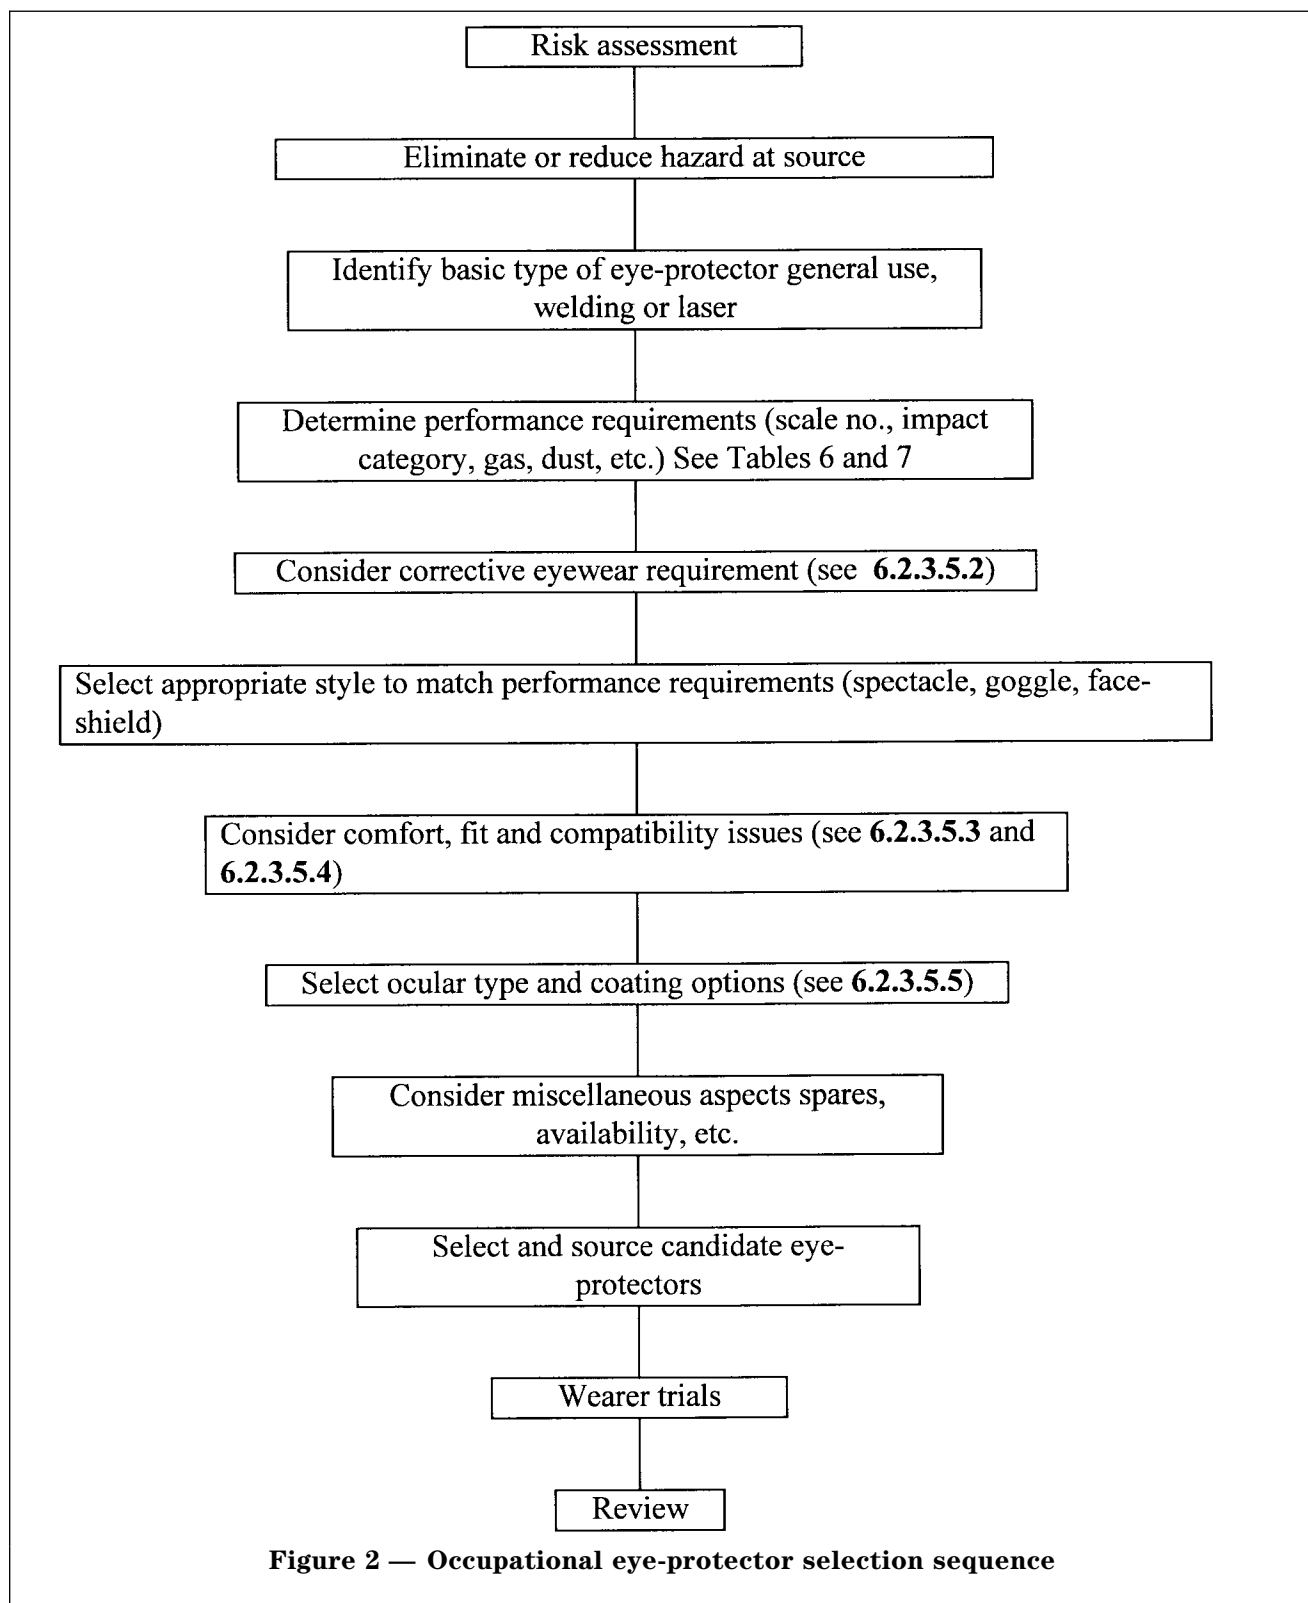 Risk assessment
Eliminate or reduce hazard at source
Identify basic type of eye-protector general use,
welding or laser
Determine performance requirements (scale no., impact
category, gas, dust, etc.) See Tables 6 and 7
Consider corrective eyewear requirement (see 6.2.3.5.2)
Select appropriate style to match performance requirements (spectacle, goggle, face-
shield)
Consider comfort, fit and compatibility issues (see 6.2.3.5.3 and
6.2.3.5.4)
Select ocular type and coating options (see 6.2.3.5.5)
Consider miscellaneous aspects spares,
availability, etc.
Select and source candidate eye-
protectors
Wearer trials
Review
Figure 2 — Occupational eye-protector selection sequence